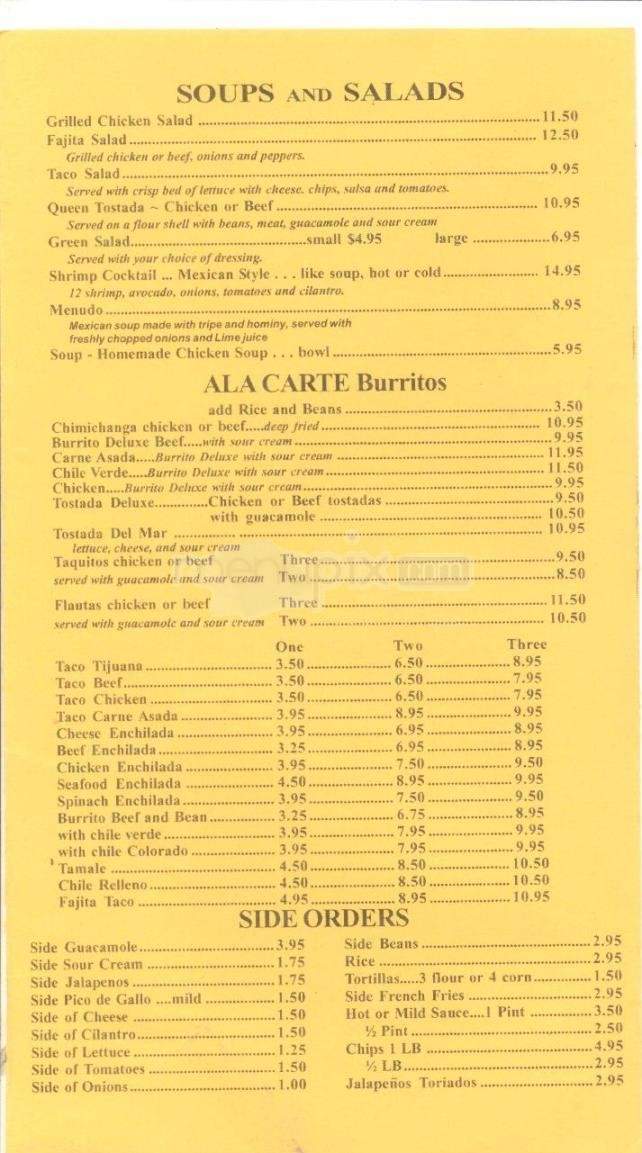 SOUPS AND SALADS
Grilled Chicken Salad 11.50
Fajita Salad 12.50
Grilled chicken or beef, onions and peppers.
Taco Salad 9.95
Served with crisp bed of lettuce with cheese. chips, salsa and tomatoes.
Queen Tostada ~ Chicken or Beef 10.95
Served on a flour shell with beans, meat, guacamole and sour cream
Green Salad small $4.95 large 6.95
Served with your choice of dressing.
Shrimp Cocktail ... Mexican Style . . . like soup, hot or cold 14.95
12 shrimp, avocado, onions, tomatoes and cilantro.
Menudo 8.95
Mexican soup made with tripe and hominy, served with
freshly chopped onions and Lime juice
Soup - Homemade Chicken Soup . . . bowl 5.95
ALA CARTE Burritos
add Rice and Beans 3.50
Chimichanga chicken or beef.....deep fried 10.95
Burrito Deluxe Beef.....with sour cream 9.95
Carne Asada.....Burrito Deluxe with sour cream 11.95
Chile Verde.....Burrito Deluxe with sour cream 11.50
Chicken.....Burrito Deluxe with sour cream 9.95
Tostada Deluxe Chicken or Beef tostadas 9.50
with guacamole 10.50
Tostada Del Mar 10.95
lettuce, cheese, and sour cream
Taquitos chicken or beef Three 9.50
served with guacamole and sour cream Two 8.50
Flautas chicken or beef Three 11.50
served with guacamole and sour cream Two 10.50
One Two Three
Taco Tijuana 3.50 6.50 8.95
Taco Beef 3.50 6.50 7.95
Taco Chicken 3.50 6.50 7.95
Taco Carne Asada 3.95 8.95 9.95
Cheese Enchilada 3.95 6.95 8.95
Beef Enchilada 3.25 6.95 8.95
Chicken Enchilada 3.95 7.50 9.50
Seafood Enchilada 4.50 8.95 9.95
Spinach Enchilada 3.95 7.50 9.50
Burrito Beef and Bean 3.25 6.75 8.95
with chile verde 3.95 7.95 9.95
with chile Colorado 3.95 7.95 9.95
Tamale 4.50 8.50 10.50
Chile Relleno 4.50 8.50 10.50
Fajita Taco 4.95 8.95 10.95
SIDE ORDERS
Side Guacamole 3.95
Side Sour Cream 1.75
Side Jalapenos 1.75
Side Pico de Gallo ....mild 1.50
Side of Cheese 1.50
Side of Cilantro 1.50
Side of Lettuce 1.25
Side of Tomatoes 1.50
Side of Onions 1.00
Side Beans 2.95
Rice 2.95
Tortillas.....3 flour or 4 corn 1.50
Side French Fries 2.95
Hot or Mild Sauce....1 Pint 3.50
½ Pint 2.50
Chips 1 LB 4.95
½ LB 2.95
Jalapeños Toriados 2.95